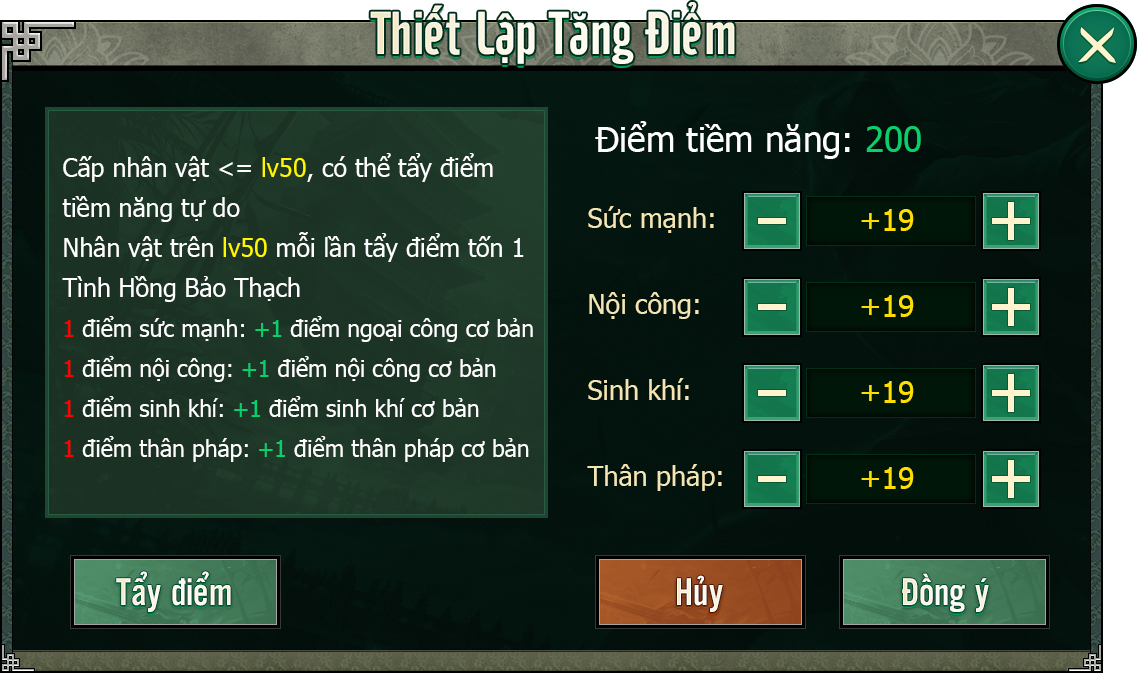 Thiết Lập Tăng Điểm
Cấp nhân vật <= lv50, có thể tẩy điểm
tiềm năng tự do
Nhân vật trên lv50 mỗi lần tẩy điểm tốn 1
Tình Hồng Bảo Thạch
1 điểm sức mạnh: +1 điểm ngoại công cơ bản
1 điểm nội công: +1 điểm nội công cơ bản
1 điểm sinh khí: +1 điểm sinh khí cơ bản
1 điểm thân pháp: +1 điểm thân pháp cơ bản
Điểm tiềm năng: 200
Sức mạnh: +19
Nội công: +19
Sinh khí: +19
Thân pháp: +19
Tẩy điểm
Hủy
Đồng ý